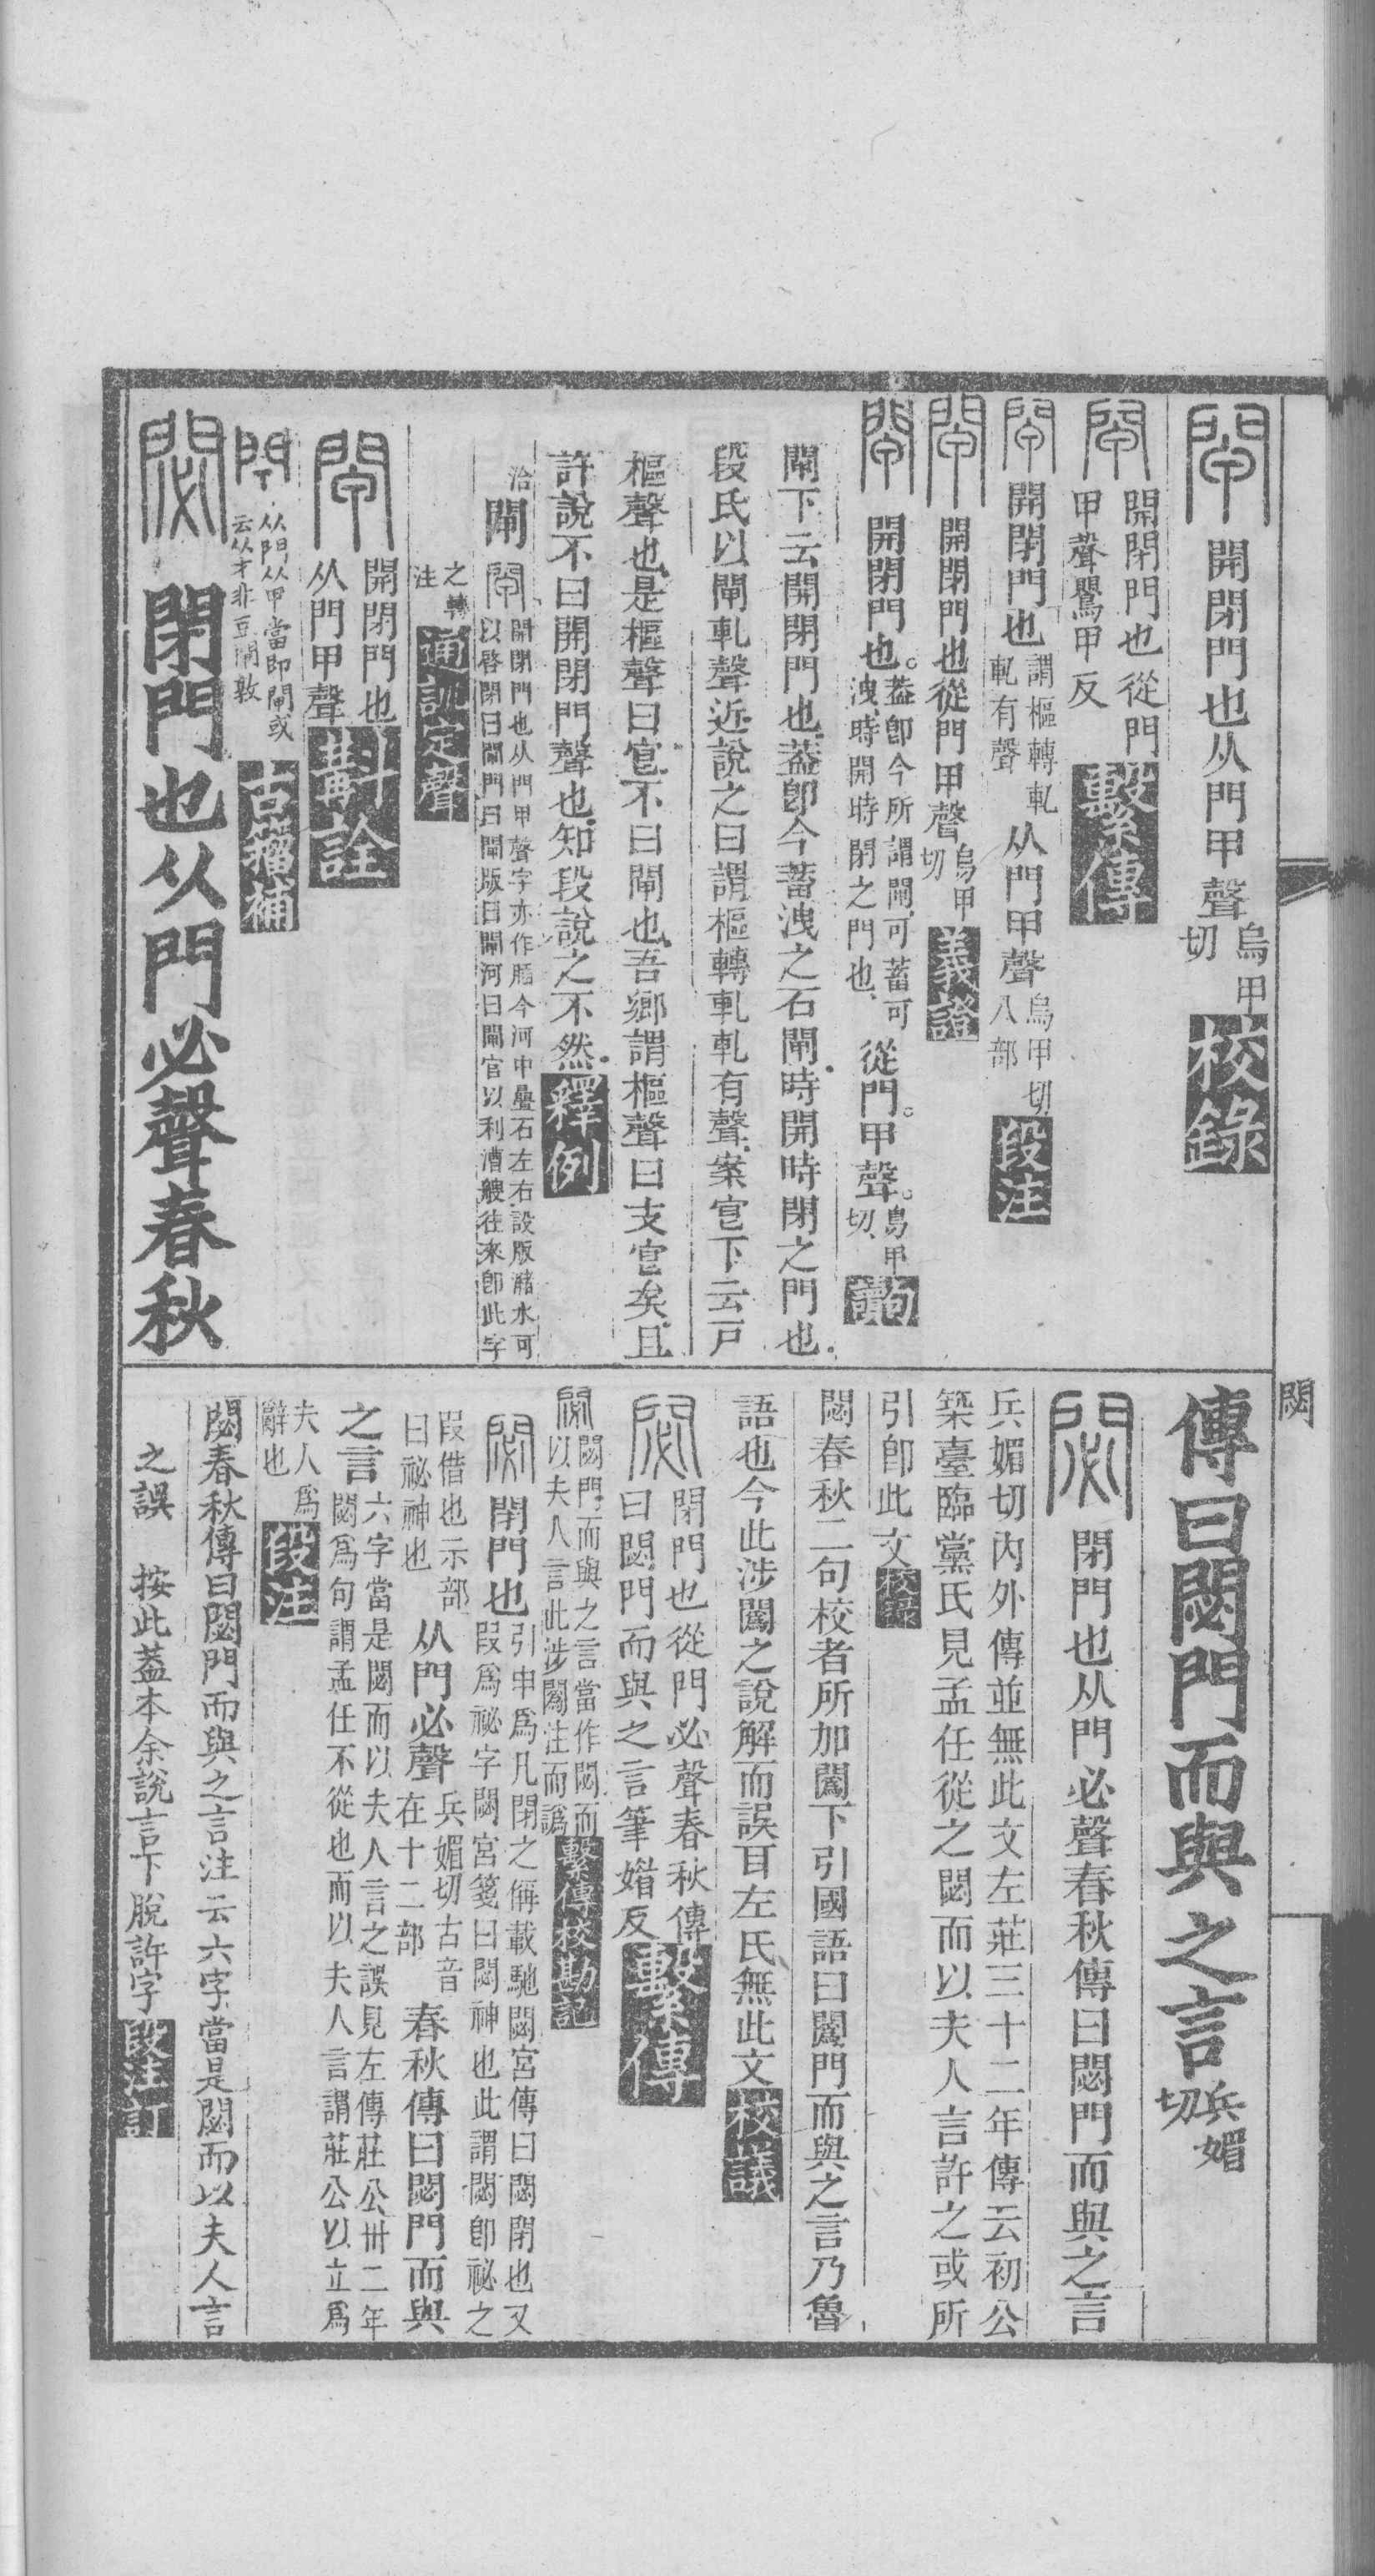 閘 開閉門也从門甲聲烏甲切 校錄
閘 開閉門也從門甲聲鸎甲反 繫傳
閘 開閉門也謂樞轉軋軋有聲从門甲聲烏甲切八部 段注
閘 開閉門也從門甲聲烏甲切 義證
閘 開閉門也。葢卽今所謂閘、可蓄可洩、時開時閉之門也、從門。甲聲。烏甲切、 句讀
閘下云開閉門也、葢卽今蓄洩之石閘、時開時閉之門也、
段氏以閘軋聲近說之曰謂樞轉軋軋有聲、案㝔下云戸
樞聲也、是樞聲曰㝔、不曰閘也、吾鄉謂樞聲曰支㝔矣、且
許說不曰開閉門聲也、知段說之不然、 釋例
洽 閘 閘 開閉門也从門甲聲字亦作牐今河中壘石左右設版瀦水可以啓閉曰閘門曰閘版曰閘河曰閘官以利漕艘往來卽此字
之轉注 通訓定聲
閘 開閉門也从門甲聲 斠詮
从門从甲當卽閘或云从才非豆閘敦 古籀補
閟 閉門也从門必聲春秋
閟
傳曰閟門而與之言兵媚切
閟 閉門也从門必聲春秋傳曰閟門而與之言
兵媚切內外傳並無此文左莊三十二年傳云初公
築臺臨黨氏見孟任從之閟而以夫人言許之或所
引卽此文 校錄
閟春秋二句校者所加闔下引國語曰闔門而與之言乃魯
語也今此涉闔之說解而誤耳左氏無此文 校議
閟 閉門也從門必聲春秋傳曰閟門而與之言筆媢反 繫傳
閟 閟門而與之言當作閟而以夫人言此涉闔注而譌 繫傳校勘記
閟 閉門也引申爲凡閉之偁載馳閟宮傳曰閟閉也又叚爲祕字閟宮箋曰閟神也此謂閟卽祕之
叚借也示部曰祕神也从門必聲兵媚切古音在十二部春秋傳曰閟門而與
之言六字當是閟而以夫人言之誤見左傳莊公卅二年閟爲句謂孟任不從也而以夫人言謂莊公以立爲
夫人爲辭也 段注
閟春秋傳曰閟門而與之言注云六字當是閟而以夫人言
之誤 按此葢本余說言下脫許字 段注訂